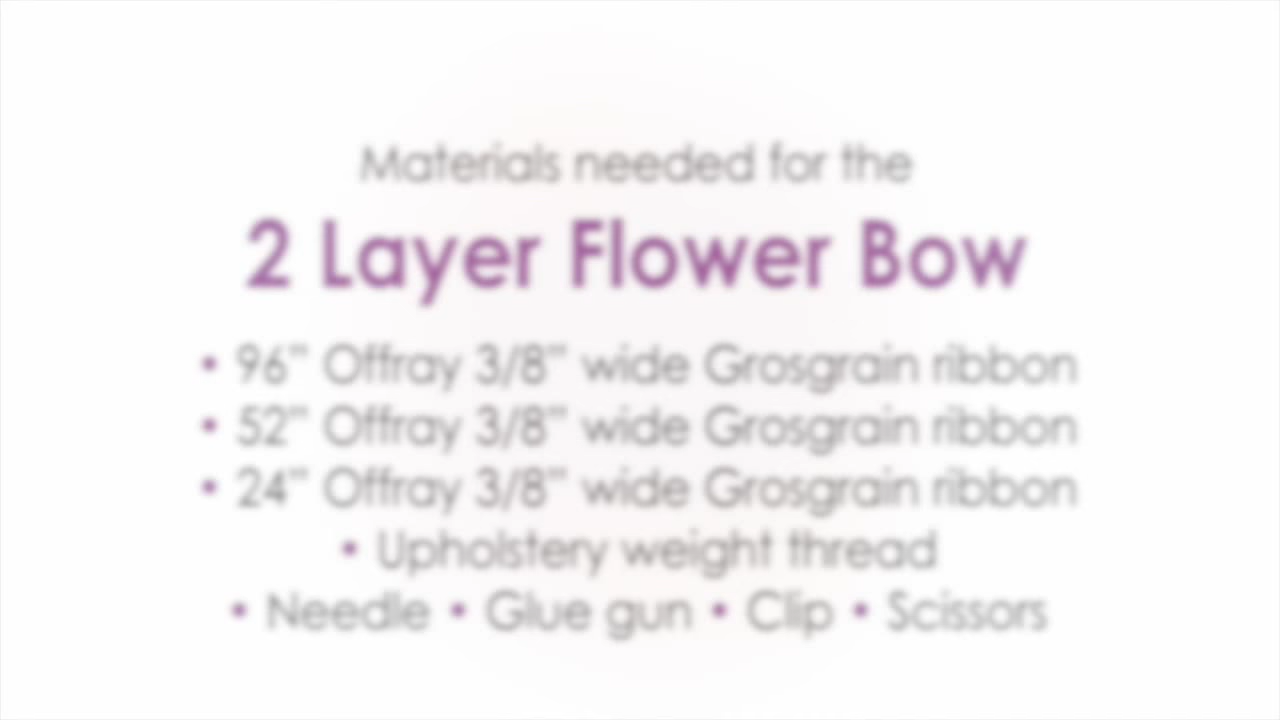 Materials needed for the
2 Layer Flower Bow
• 96" Offray 3/8" wide Grosgrain ribbon
• 52" Offray 3/8" wide Grosgrain ribbon
• 24" Offray 3/8" wide Grosgrain ribbon
• Upholstery weight thread
• Needle • Glue gun • Clip • Scissors